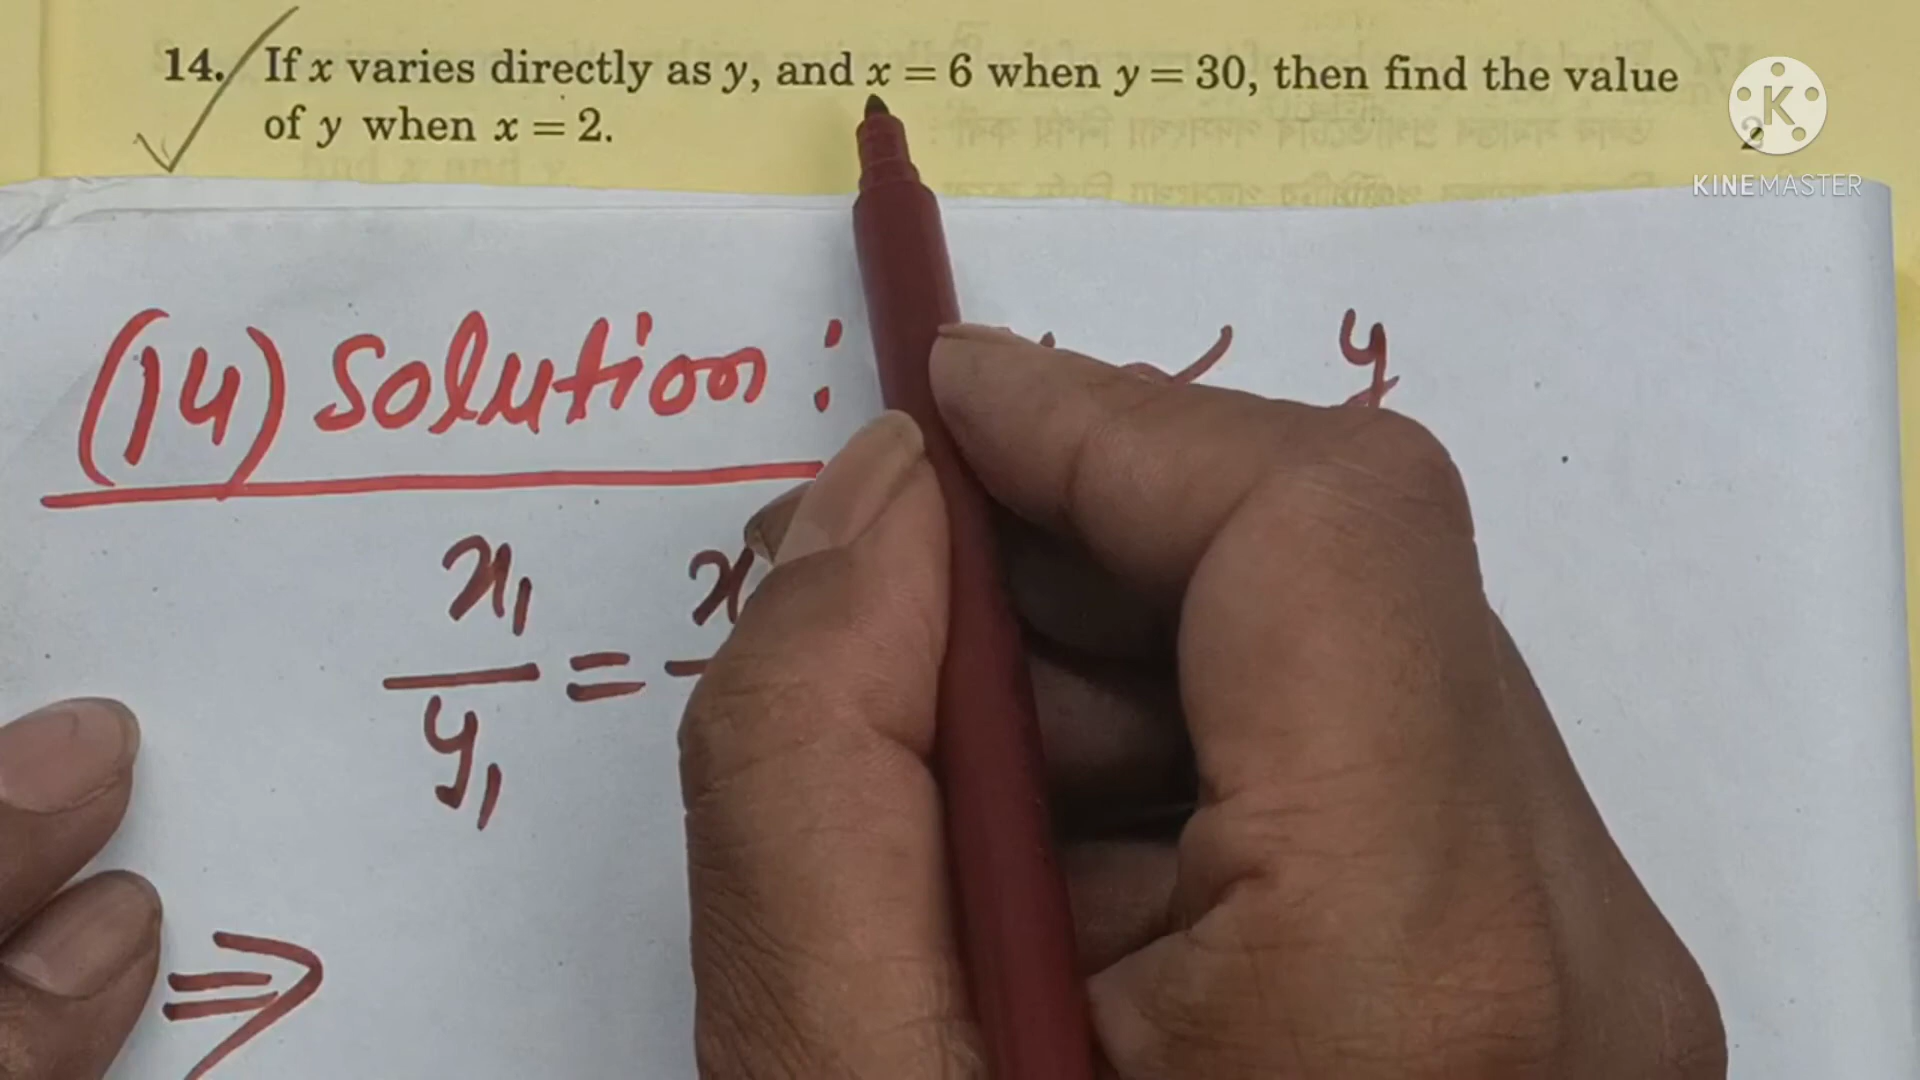 14. If x varies directly as y, and x = 6 when y = 30, then find the value
of y when x = 2.
2
K
KINEMASTER
(14) Solution :
y
x₁
y₁
=
x
⇒